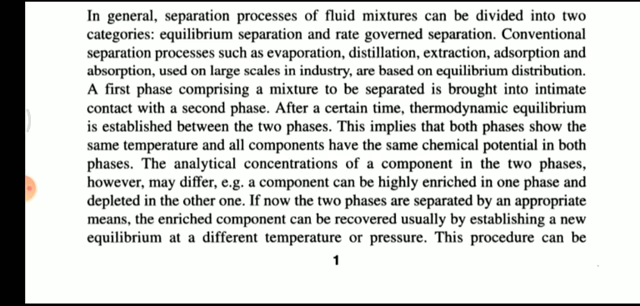 In general, separation processes of fluid mixtures can be divided into two
categories: equilibrium separation and rate governed separation. Conventional
separation processes such as evaporation, distillation, extraction, adsorption and
absorption, used on large scales in industry, are based on equilibrium distribution.
A first phase comprising a mixture to be separated is brought into intimate
contact with a second phase. After a certain time, thermodynamic equilibrium
is established between the two phases. This implies that both phases show the
same temperature and all components have the same chemical potential in both
phases. The analytical concentrations of a component in the two phases,
however, may differ, e.g. a component can be highly enriched in one phase and
depleted in the other one. If now the two phases are separated by an appropriate
means, the enriched component can be recovered usually by establishing a new
equilibrium at a different temperature or pressure. This procedure can be
1